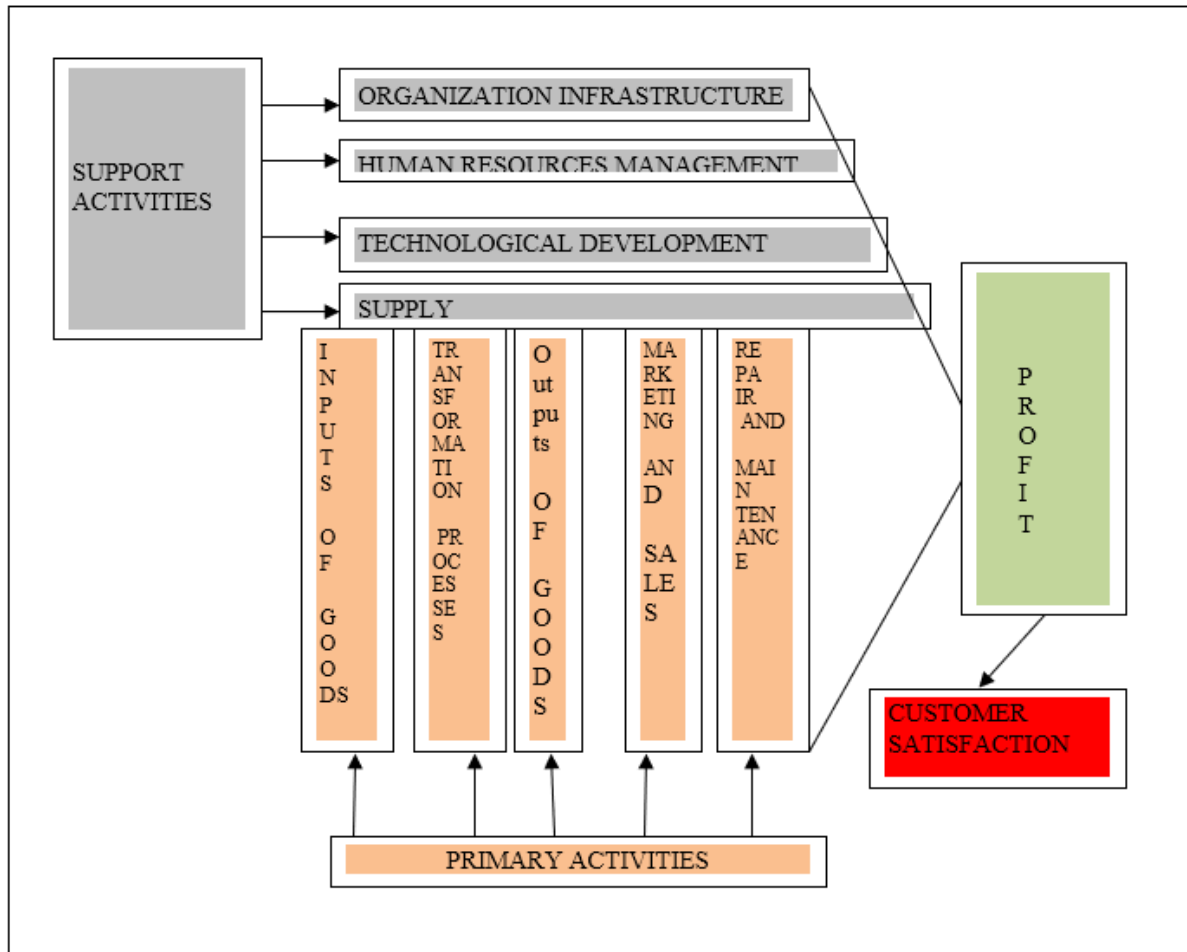 ORGANIZATION INFRASTRUCTURE
HUMAN RESOURCES MANAGEMENT
SUPPORT
ACTIVITIES
TECHNOLOGICAL DEVELOPMENT
SUPPLY
I
N
P
U
T
S
O
F
G
O
O
DS
TR
AN
SF
OR
MA
TI
ON
PR
OC
ES
SE
S
O
ut
pu
ts
O
F
G
O
O
D
S
MA
RK
ETI
NG
AN
D
SA
LE
S
RE
PA
IR
AND
MAI
N
TEN
ANC
E
P
R
O
F
I
T
CUSTOMER
SATISFACTION
PRIMARY ACTIVITIES